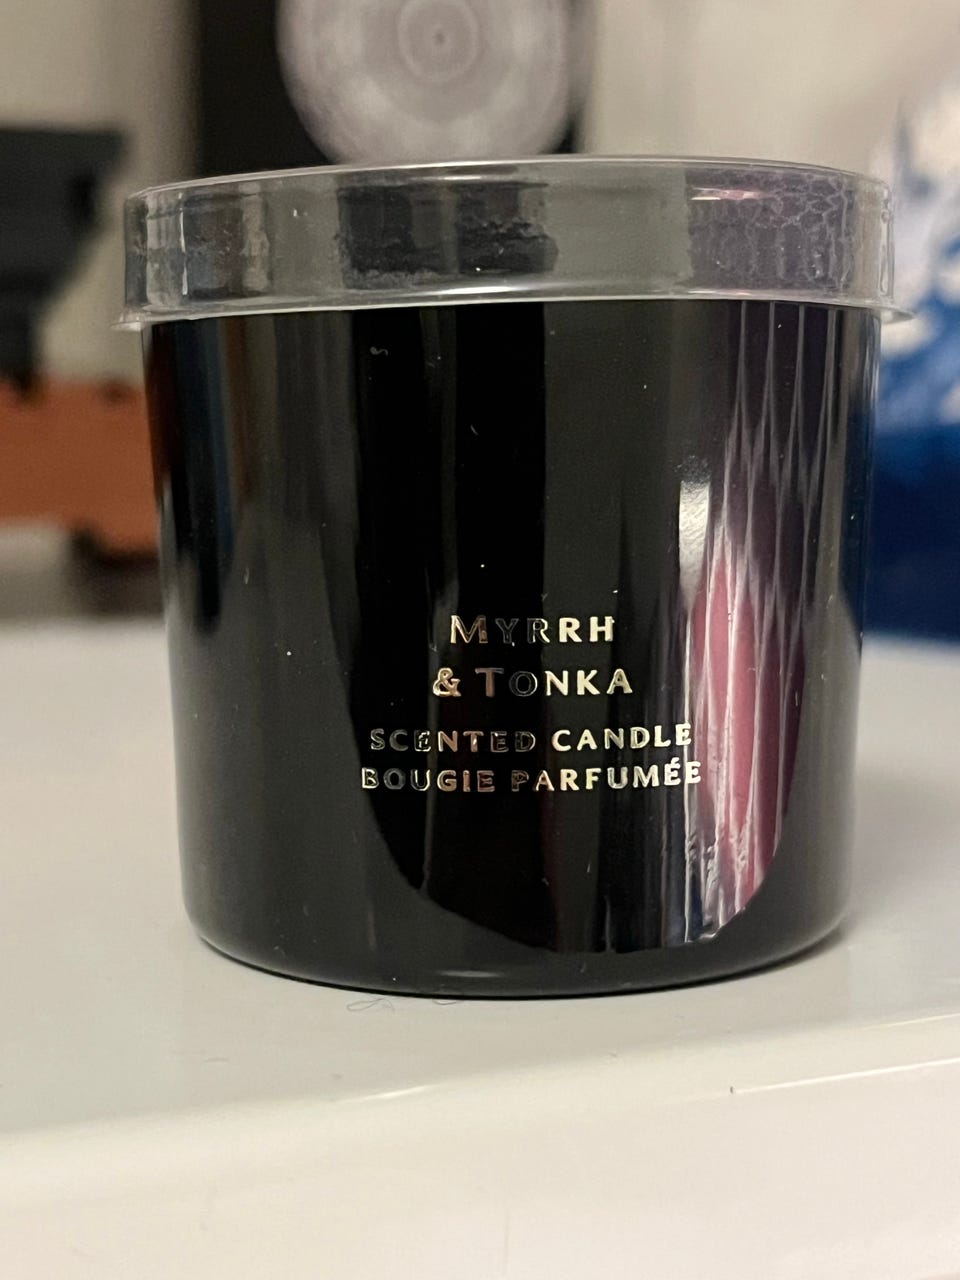 MYRRH
& TONKA
SCENTED CANDLE
BOUGIE PARFUMÉE